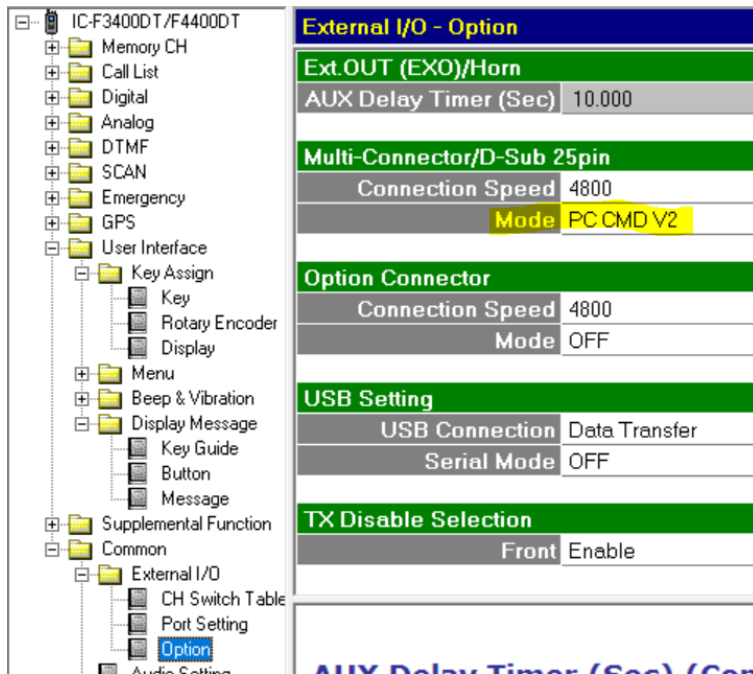 IC-F3400DT/F4400DT
Memory CH
Call List
Digital
Analog
DTMF
SCAN
Emergency
GPS
User Interface
Key Assign
Key
Rotary Encoder
Display
Menu
Beep & Vibration
Display Message
Key Guide
Button
Message
Supplemental Function
Common
External I/O
CH Switch Table
Port Setting
Option
Audio Setting
External I/O - Option
Ext.OUT (EXO)/Horn
AUX Delay Timer (Sec) 10.000
Multi-Connector/D-Sub 25pin
Connection Speed 4800
Mode PC CMD V2
Option Connector
Connection Speed 4800
Mode OFF
USB Setting
USB Connection Data Transfer
Serial Mode OFF
TX Disable Selection
Front Enable
AUX Delay Timer (Sec) (Con